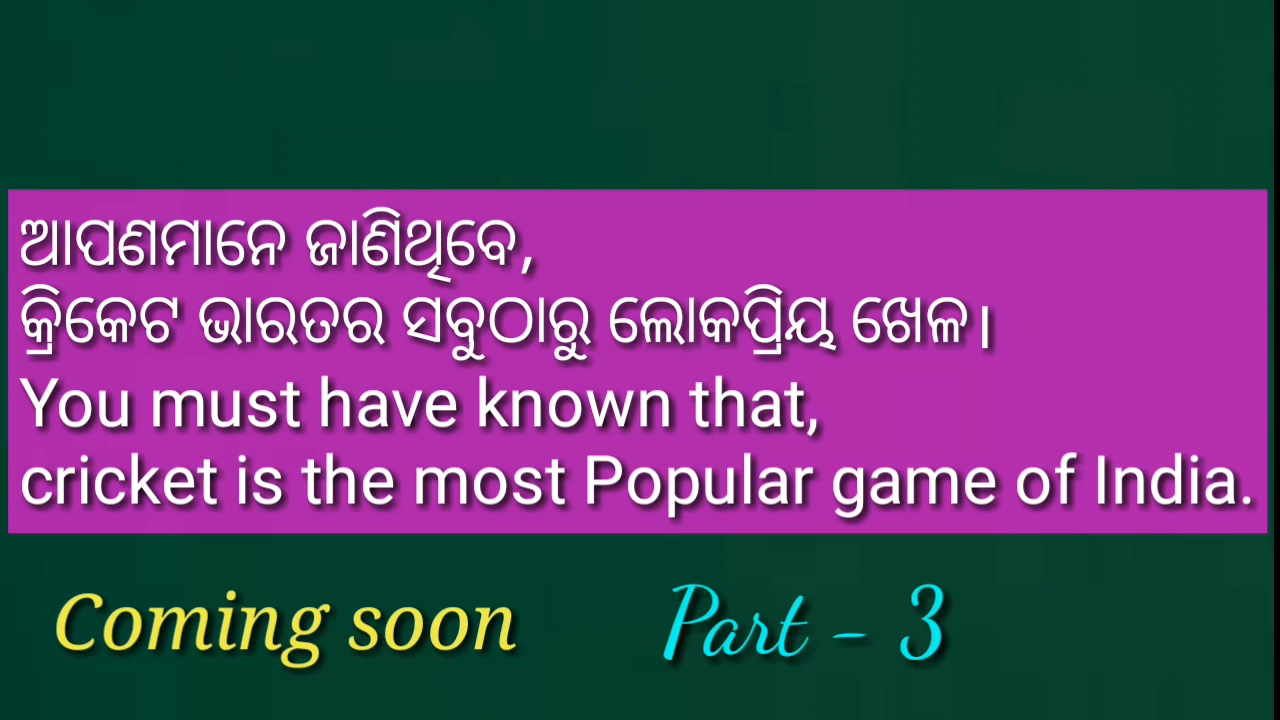 ଆପଣମାନେ ଜାଣିଥିବେ,
କ୍ରିକେଟ ଭାରତର ସବୁଠାରୁ ଲୋକପ୍ରିୟ ଖେଳ।
You must have known that,
cricket is the most Popular game of India.
Coming soon Part - 3